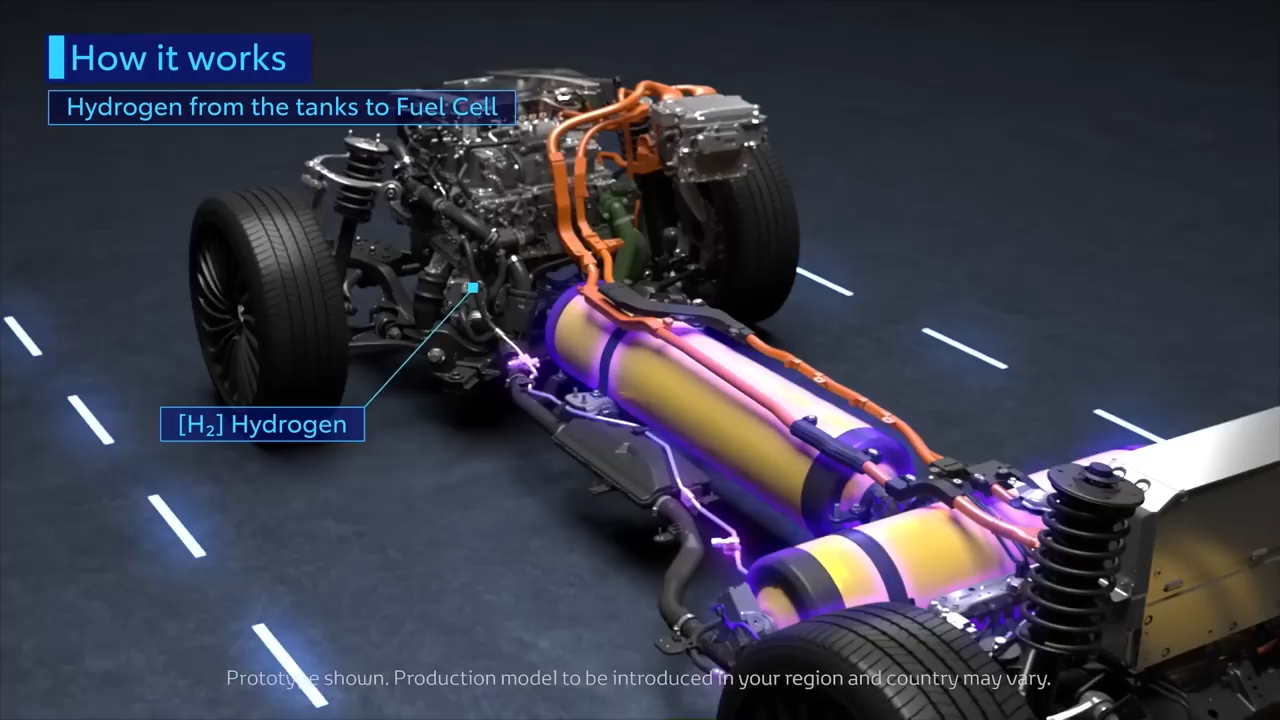 How it works
Hydrogen from the tanks to Fuel Cell
[H₂] Hydrogen
Prototype shown. Production model to be introduced in your region and country may vary.